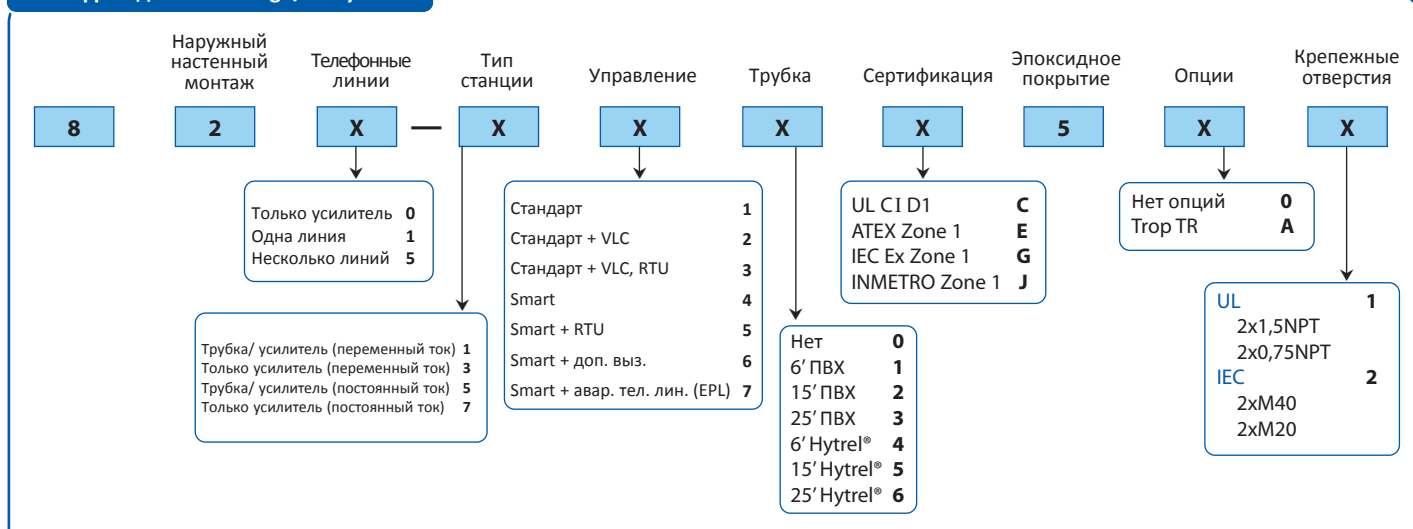 Наружный
настенный
монтаж
Телефонные
линии
Тип
станции
Управление
Трубка
Сертификация
Эпоксидное
покрытие
Опции
Крепежные
отверстия
8 2 X — X X X X 5 X X
Только усилитель 0
Одна линия 1
Несколько линий 5
Трубка/ усилитель (переменный ток) 1
Только усилитель (переменный ток) 3
Трубка/ усилитель (постоянный ток) 5
Только усилитель (постоянный ток) 7
Стандарт 1
Стандарт + VLC 2
Стандарт + VLC, RTU 3
Smart 4
Smart + RTU 5
Smart + доп. выз. 6
Smart + авар. тел. лин. (EPL) 7
Нет 0
6’ ПВХ 1
15’ ПВХ 2
25’ ПВХ 3
6’ Hytrel® 4
15’ Hytrel® 5
25’ Hytrel® 6
UL C I D1 C
ATEX Zone 1 E
IEC Ex Zone 1 G
INMETRO Zone 1 J
Нет опций 0
Trop TR A
UL 1
2x1,5NPT
2x0,75NPT
IEC 2
2xM40
2xM20